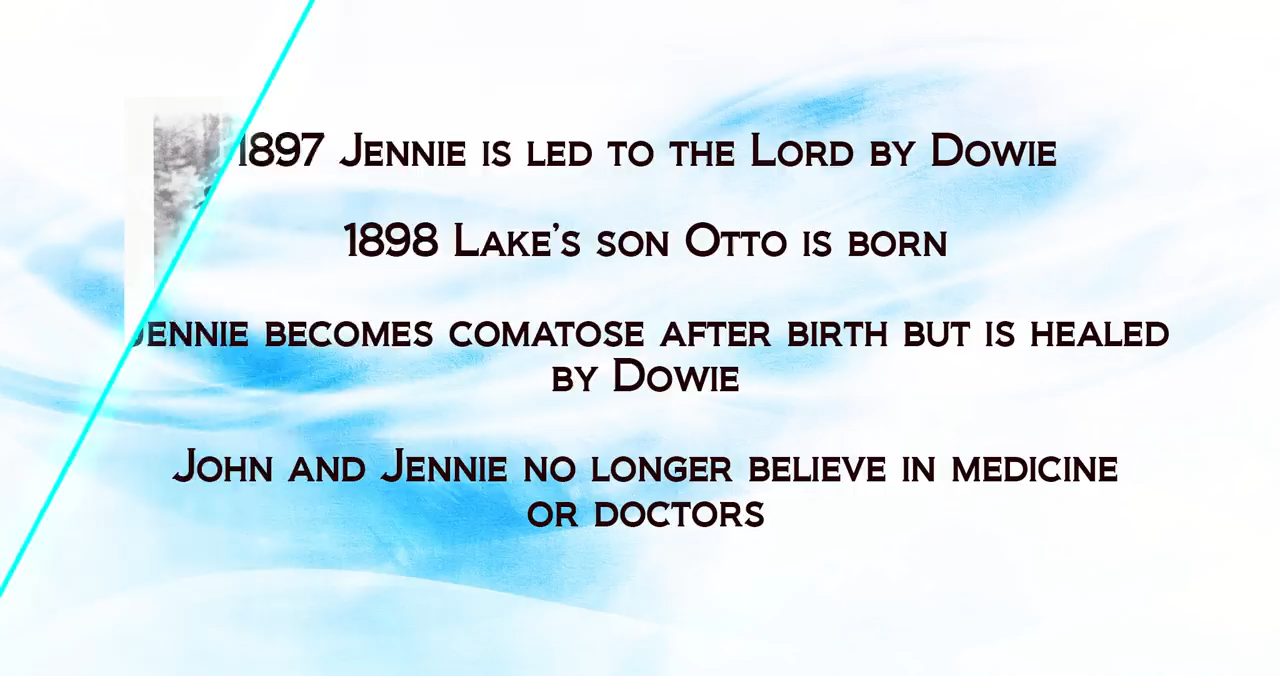 1897 Jennie is led to the Lord by Dowie
1898 Lake's son Otto is born
Jennie becomes comatose after birth but is healed
by Dowie
John and Jennie no longer believe in medicine
or doctors